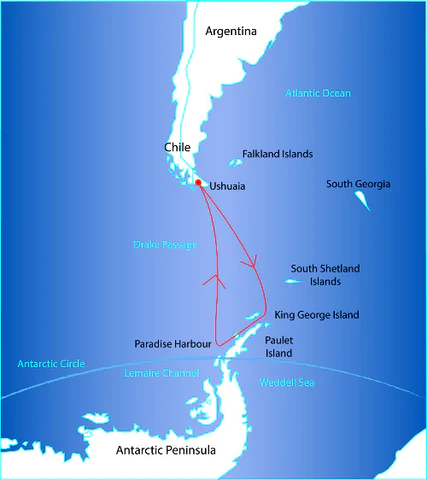 Argentina
Atlantic Ocean
Chile
Falkland Islands
Ushuaia
South Georgia
Drake Passage
South Shetland
Islands
King George Island
Paradise Harbour
Paulet
Island
Antarctic Circle
Lemaire Channel
Weddell Sea
Antarctic Peninsula